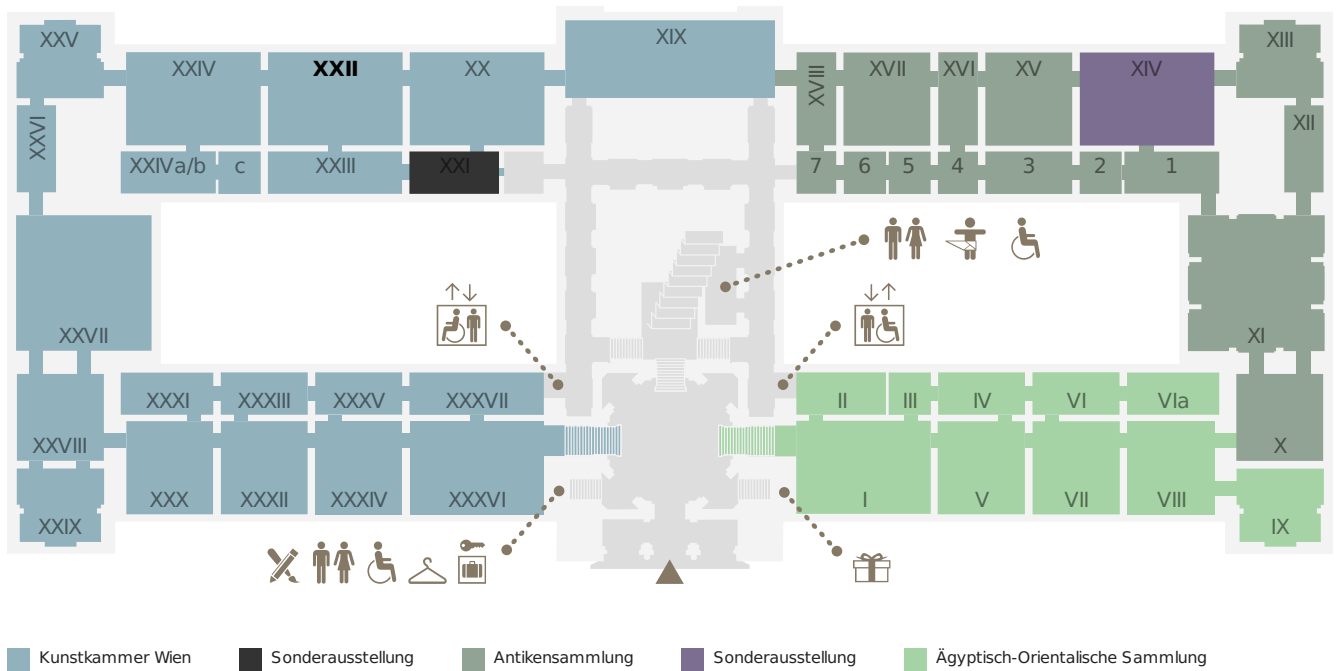 XIX
XXV
XXIV
XXII
XX
XVIII
XVII
XVI
XV
XIV
XIII
XXVI
XII
XXIVa/b
c
XXIII
XXI
7
6
5
4
3
2
1
XXVII
XI
XXXI
XXXIII
XXXV
XXXVII
II
III
IV
VI
VIa
XXVIII
X
XXX
XXXII
XXXIV
XXXVI
I
V
VII
VIII
XXIX
IX
Kunstkammer Wien
Sonderausstellung
Antikensammlung
Sonderausstellung
Ägyptisch-Orientalische Sammlung